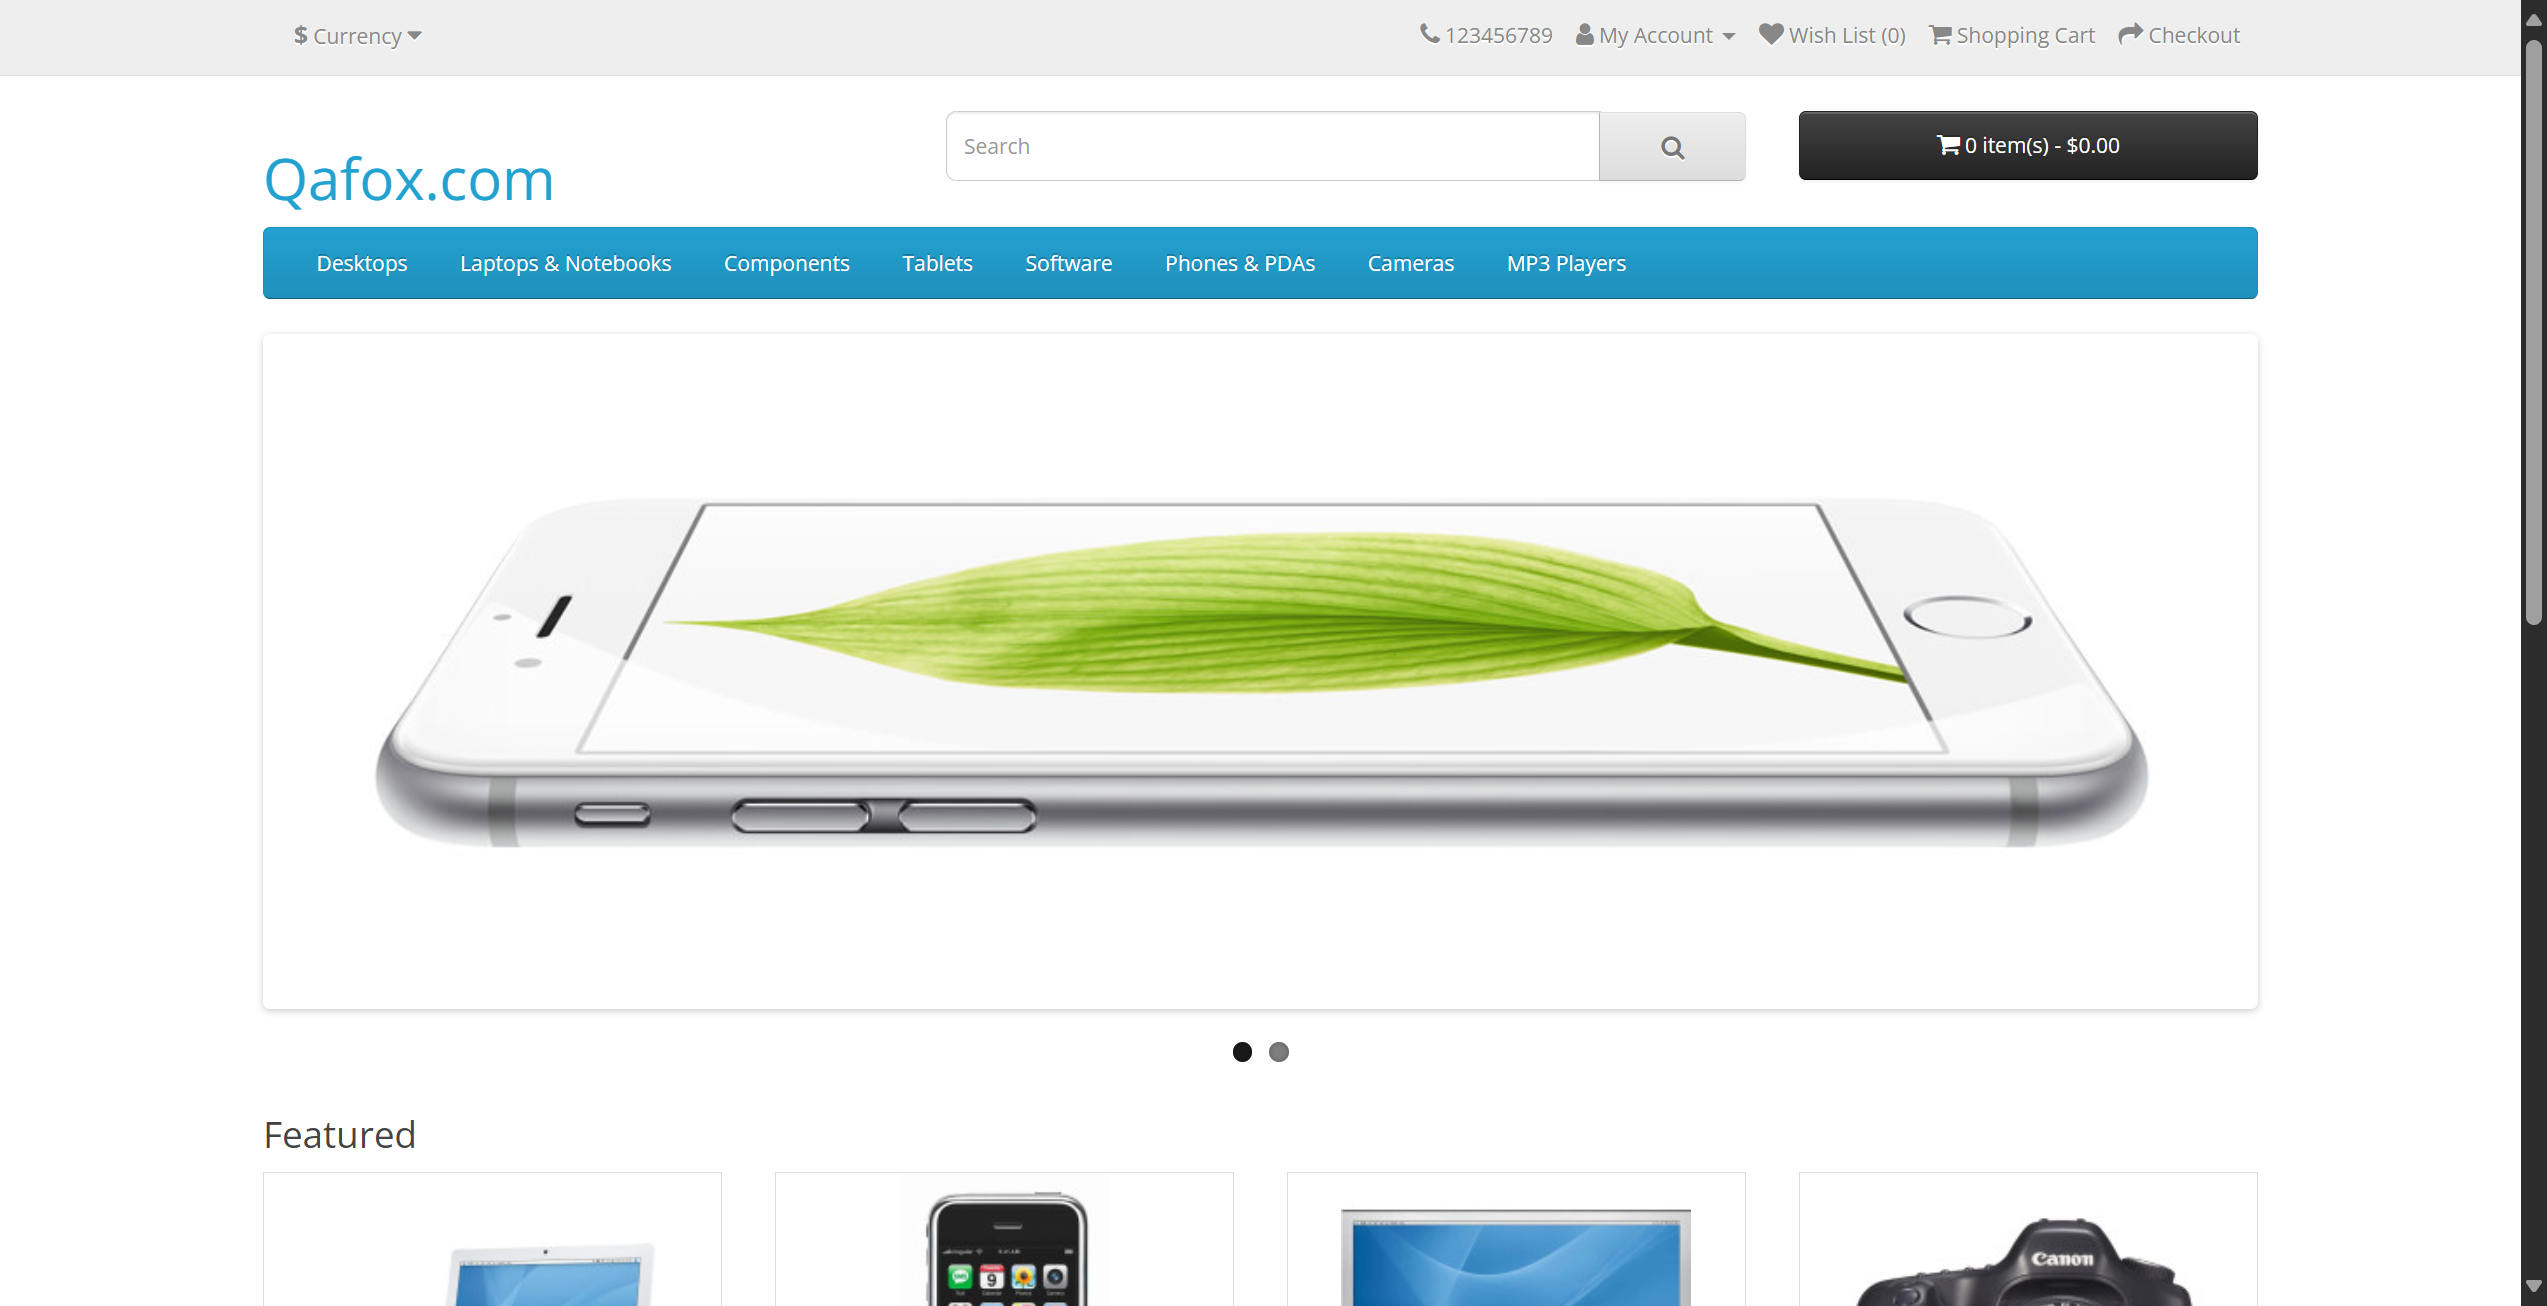 $ Currency
123456789 My Account Wish List (0) Shopping Cart Checkout
Qafox.com
Search
0 item(s) - $0.00
Desktops Laptops & Notebooks Components Tablets Software Phones & PDAs Cameras MP3 Players
Featured
9
Canon